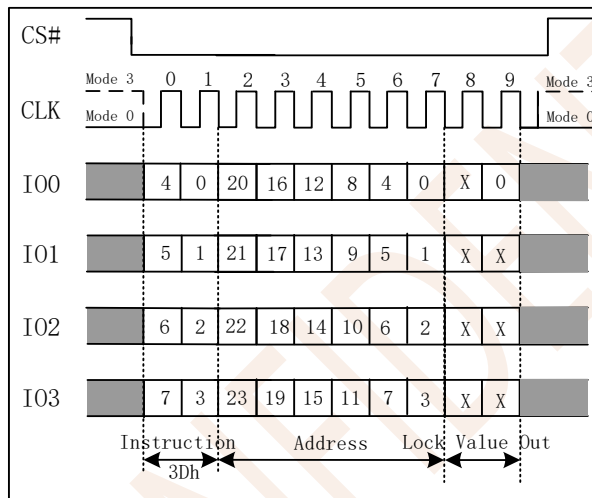 CS#
Mode 3 0 1 2 3 4 5 6 7 8 9 Mode 3
CLK Mode 0 Mode 0
IO0 4 0 20 16 12 8 4 0 X 0
IO1 5 1 21 17 13 9 5 1 X X
IO2 6 2 22 18 14 10 6 2 X X
IO3 7 3 23 19 15 11 7 3 X X
Instruction Address Lock Value Out
3Dh